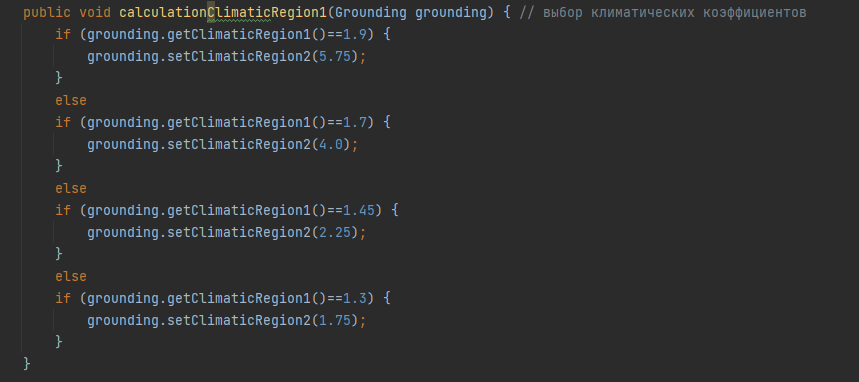 public void calculationClimaticRegion1(Grounding grounding) { // выбор климатических коэффициентов
if (grounding.getClimaticRegion1()==1.9) {
grounding.setClimaticRegion2(5.75);
}
else
if (grounding.getClimaticRegion1()==1.7) {
grounding.setClimaticRegion2(4.0);
}
else
if (grounding.getClimaticRegion1()==1.45) {
grounding.setClimaticRegion2(2.25);
}
else
if (grounding.getClimaticRegion1()==1.3) {
grounding.setClimaticRegion2(1.75);
}
}